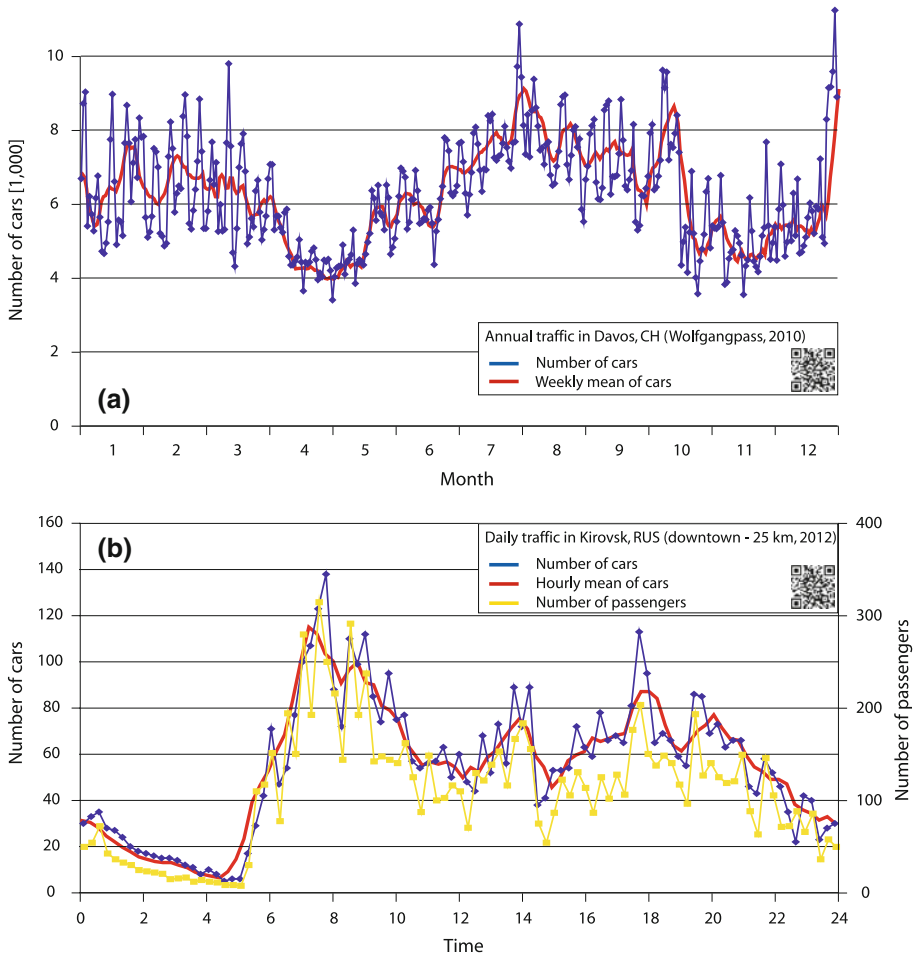 Number of cars [1,000]
10
8
6
4
2
0
(a)
Annual traffic in Davos, CH (Wolfgangpass, 2010)
Number of cars
Weekly mean of cars
1 2 3 4 5 6 7 8 9 10 11 12
Month
(b)
Daily traffic in Kirovsk, RUS (downtown - 25 km, 2012)
Number of cars
Hourly mean of cars
Number of passengers
Number of cars
160
140
120
100
80
60
40
20
0
400
300
200
100
0
Number of passengers
0 2 4 6 8 10 12 14 16 18 20 22 24
Time